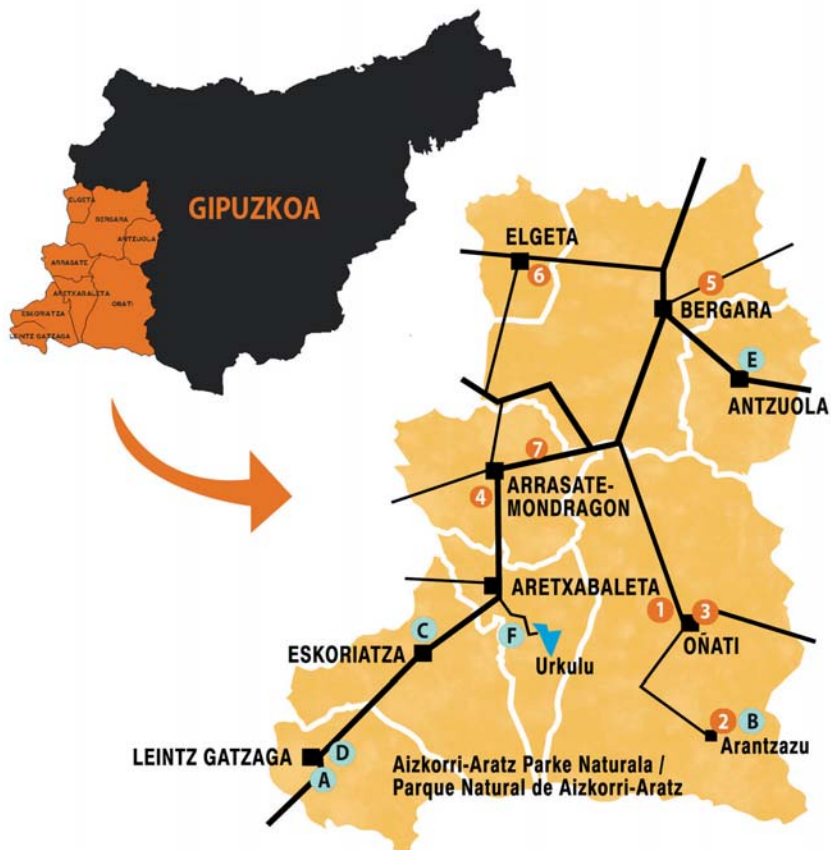 GIPUZKOA
ELGETA
BERGARA
ANTZUOLA
ARRASATE
ARETXABALETA
OÑATI
ESKORIATZA
LEINTZ GATZAGA
ELGETA
6
5
BERGARA
E
ANTZUOLA
7
4
ARRASATE-
MONDRAGON
ARETXABALETA
1
3
OÑATI
C
F
ESKORIATZA
Urkulu
2
B
Arantzazu
LEINTZ GATZAGA
D
A
Aizkorri-Aratz Parke Naturala /
Parque Natural de Aizkorri-Aratz